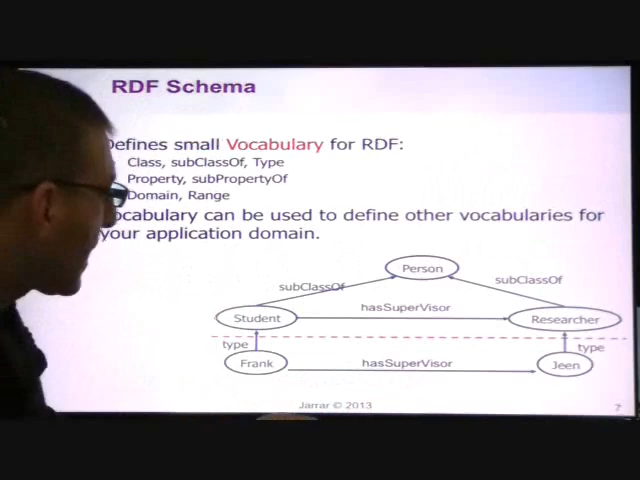 RDF Schema
Defines small Vocabulary for RDF:
Class, subClassOf, Type
Property, subPropertyOf
Domain, Range
ocabulary can be used to define other vocabularies for
your application domain.
Person
subClassOf
subClassOf
hasSuperVisor
Student
Researcher
type
type
Frank
hasSuperVisor
Jeen
Jarrar © 2013
7